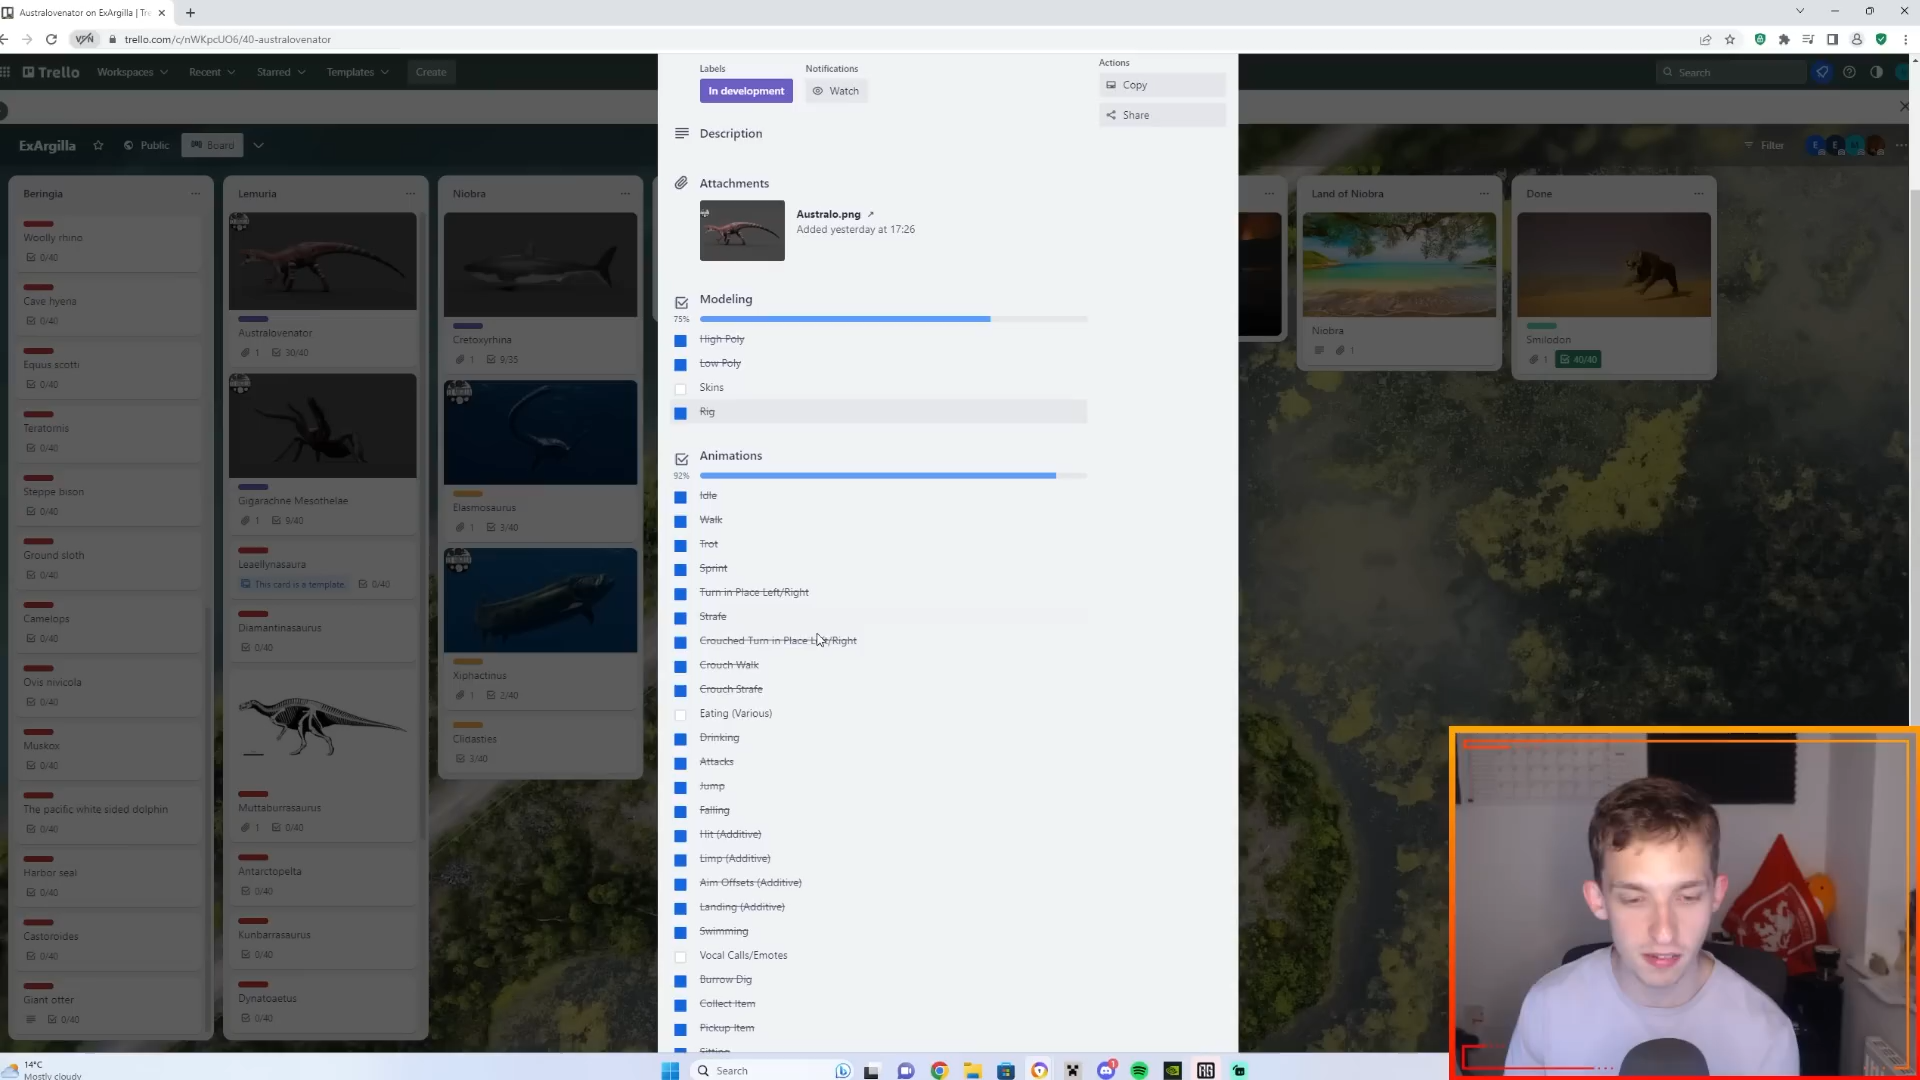 Australovenator on ExArgilla | Tre
VPN
trello.com/c/nWKpcUO6/40-australovenator
Trello
Workspaces
Recent
Starred
Templates
Create
Search
ExArgilla
Public
Board
Filter
Beringia
Woolly rhino
0/40
Cave hyena
0/40
Equus scotti
0/40
Teratornis
0/40
Steppe bison
0/40
Ground sloth
0/40
Camelops
0/40
Ovis nivicola
0/40
Muskox
0/40
The pacific white sided dolphin
0/40
Harbor seal
0/40
Castoroides
0/40
Giant otter
0/40
Lemuria
Australovenator
1 30/40
Gigarachne Mesothelae
1 9/40
Leaellynasaura
This card is a template. 0/40
Diamantinasaurus
0/40
Muttaburrasaurus
1 0/40
Antarctopelta
0/40
Kunbarrasaurus
0/40
Dynatoaetus
0/40
Niobra
Cretoxyrhina
1 9/35
Elasmosaurus
1 3/40
Xiphactinus
1 2/40
Clidasties
3/40
Labels
In development
Notifications
Watch
Actions
Copy
Share
Description
Attachments
Australo.png ↗
Added yesterday at 17:26
Modeling
75%
High Poly
Low Poly
Skins
Rig
Animations
92%
Idle
Walk
Trot
Sprint
Turn in Place Left/Right
Strafe
Crouched Turn in Place Left/Right
Crouch Walk
Crouch Strafe
Eating (Various)
Drinking
Attacks
Jump
Falling
Hit (Additive)
Limp (Additive)
Aim Offsets (Additive)
Landing (Additive)
Swimming
Vocal Calls/Emotes
Burrow Dig
Collect Item
Pickup Item
Sitting
Land of Niobra
Niobra
1
Done
Smilodon
1 40/40
14°C
Mostly cloudy
Search
1
RG